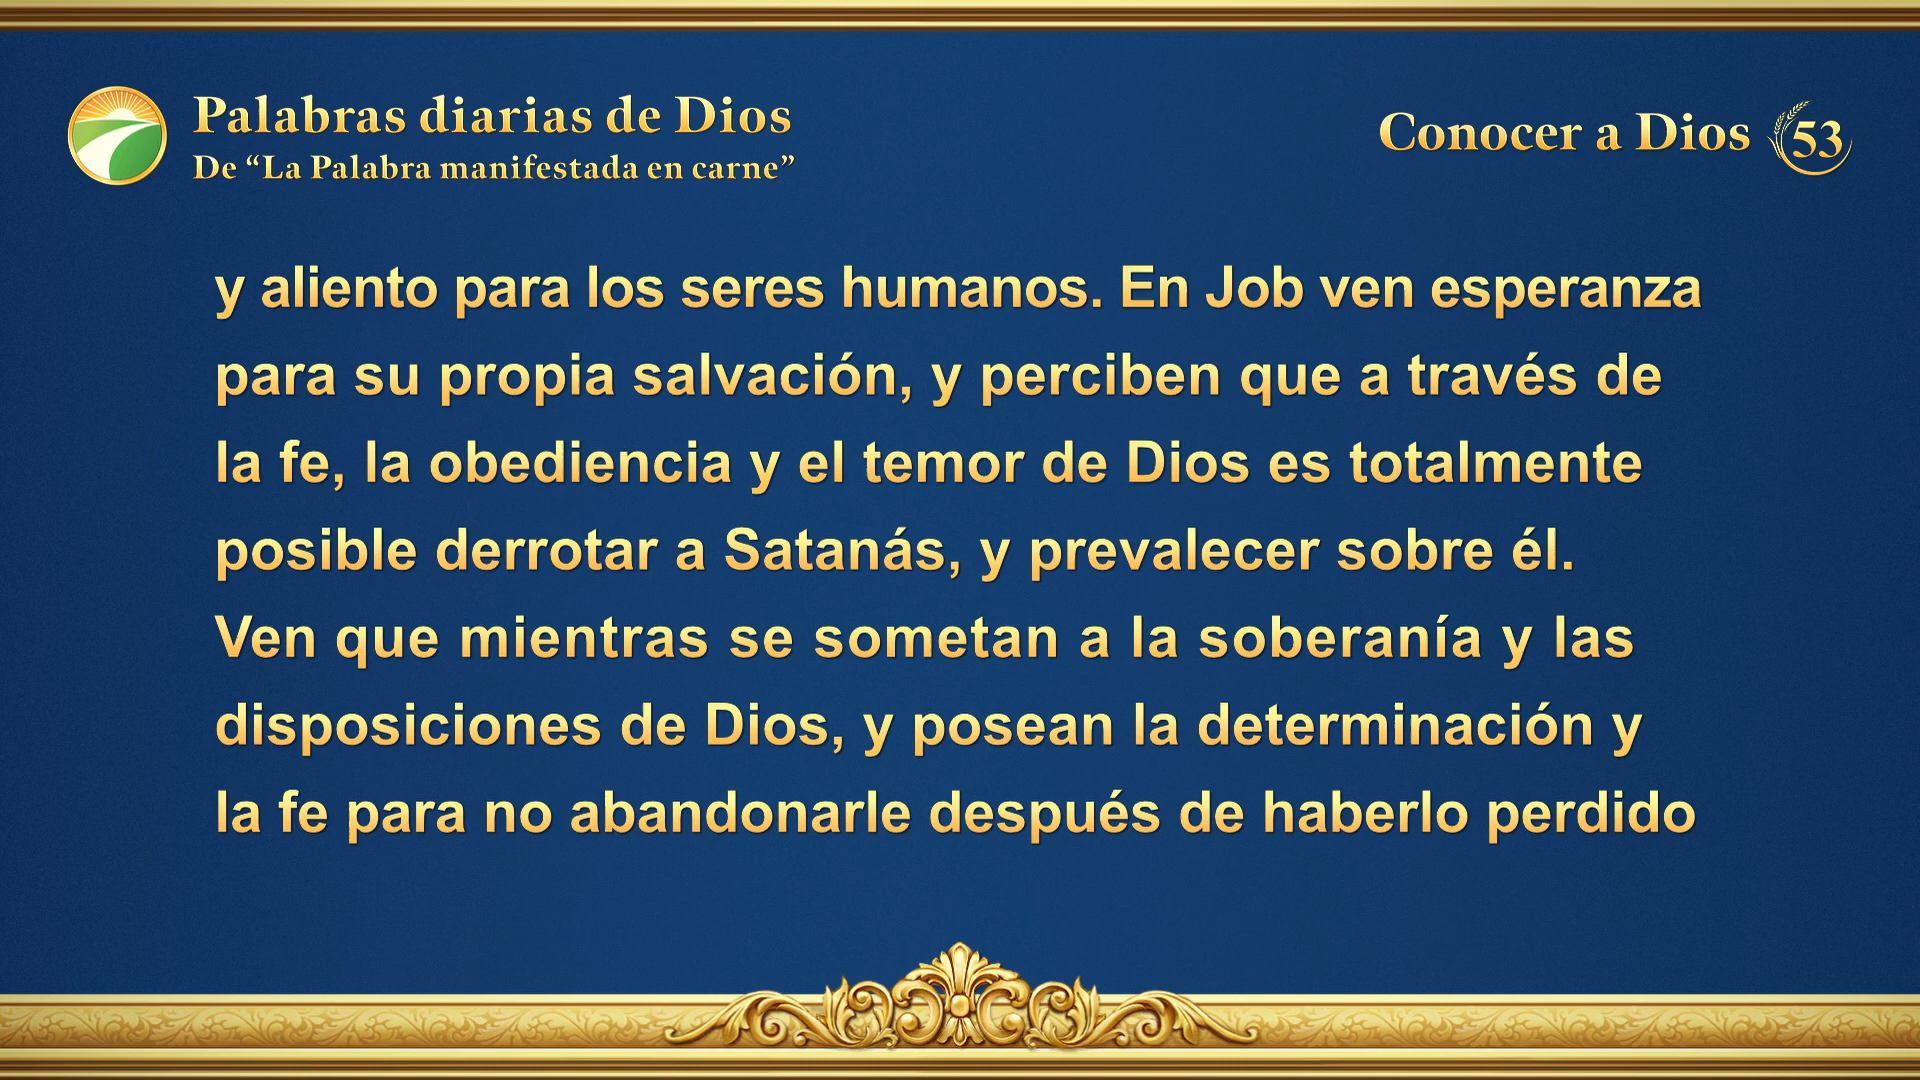 Palabras diarias de Dios
De “La Palabra manifestada en carne”
Conocer a Dios 53
y aliento para los seres humanos. En Job ven esperanza
para su propia salvación, y perciben que a través de
la fe, la obediencia y el temor de Dios es totalmente
posible derrotar a Satanás, y prevalecer sobre él.
Ven que mientras se sometan a la soberanía y las
disposiciones de Dios, y posean la determinación y
la fe para no abandonarle después de haberlo perdido